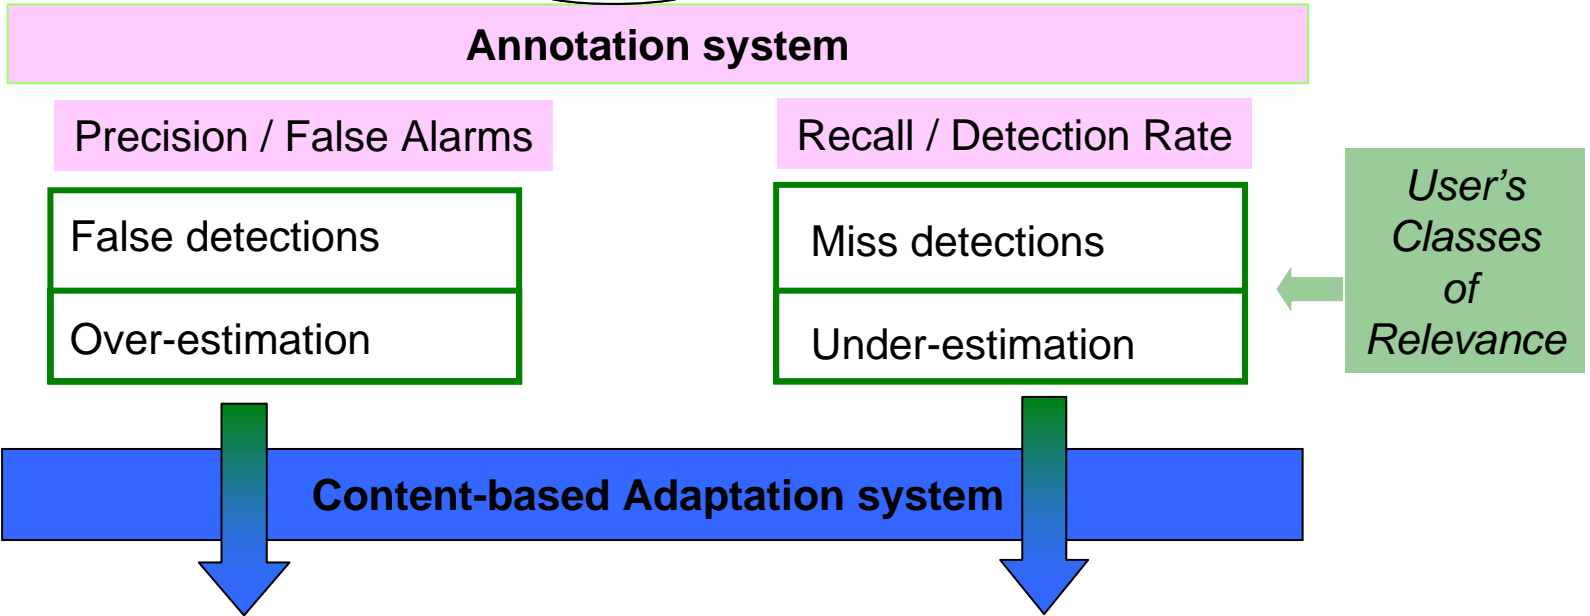 Annotation system
Precision / False Alarms
Recall / Detection Rate
False detections
Over-estimation
Miss detections
Under-estimation
User’s
Classes
of
Relevance
Content-based Adaptation system